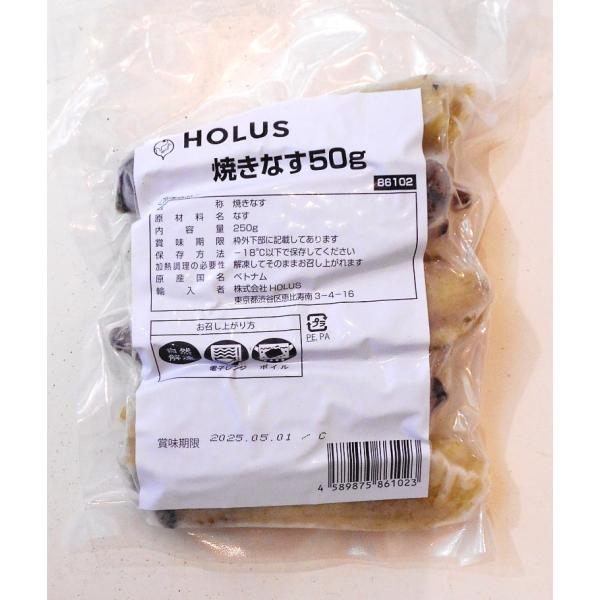 HOLUS
焼きなす50g
86102
称 焼きなす
原材料名 なす
内容量 250g
賞味期限 枠外下部に記載してあります
保存方法 －18℃以下で保存してください
加熱調理の必要性 解凍してそのままお召し上がれます
原産国名 ベトナム
輸入者 株式会社HOLUS
東京都渋谷区恵比寿南3-4-16
お召し上がり方
自然解凍
電子レンジ
ボイル
プラ
PE, PA
賞味期限 2025.05.01 / C
4 589875 861023